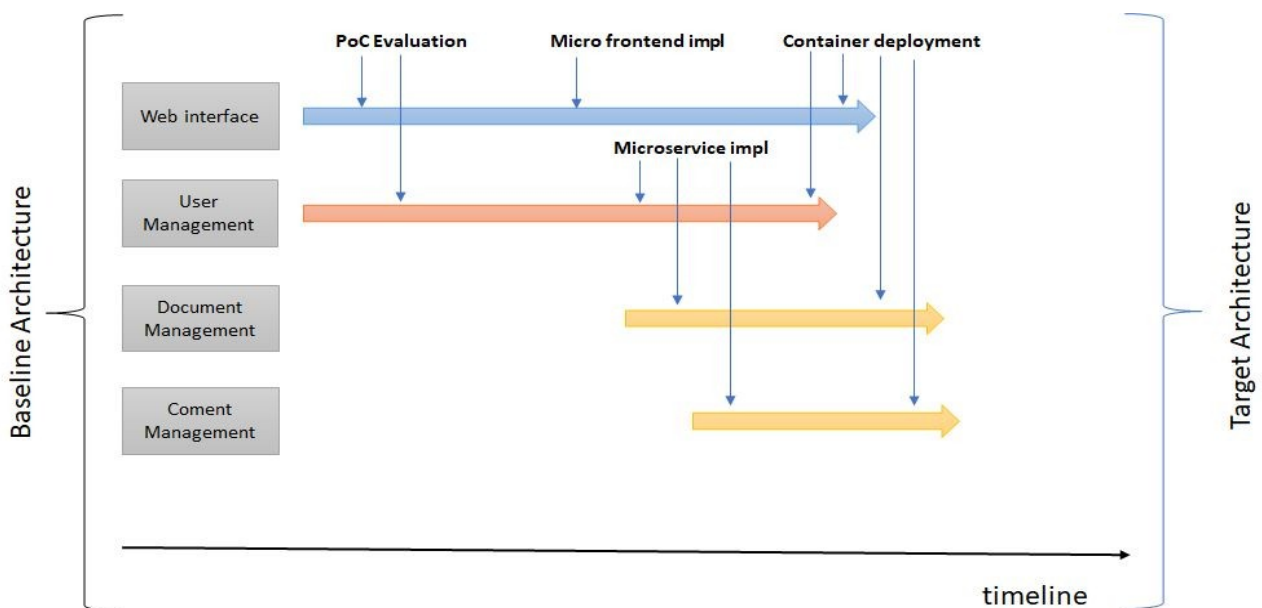 PoC Evaluation
Micro frontend impl
Container deployment
Web interface
Microservice impl
User
Management
Document
Management
Coment
Management
Baseline Architecture
Target Architecture
timeline